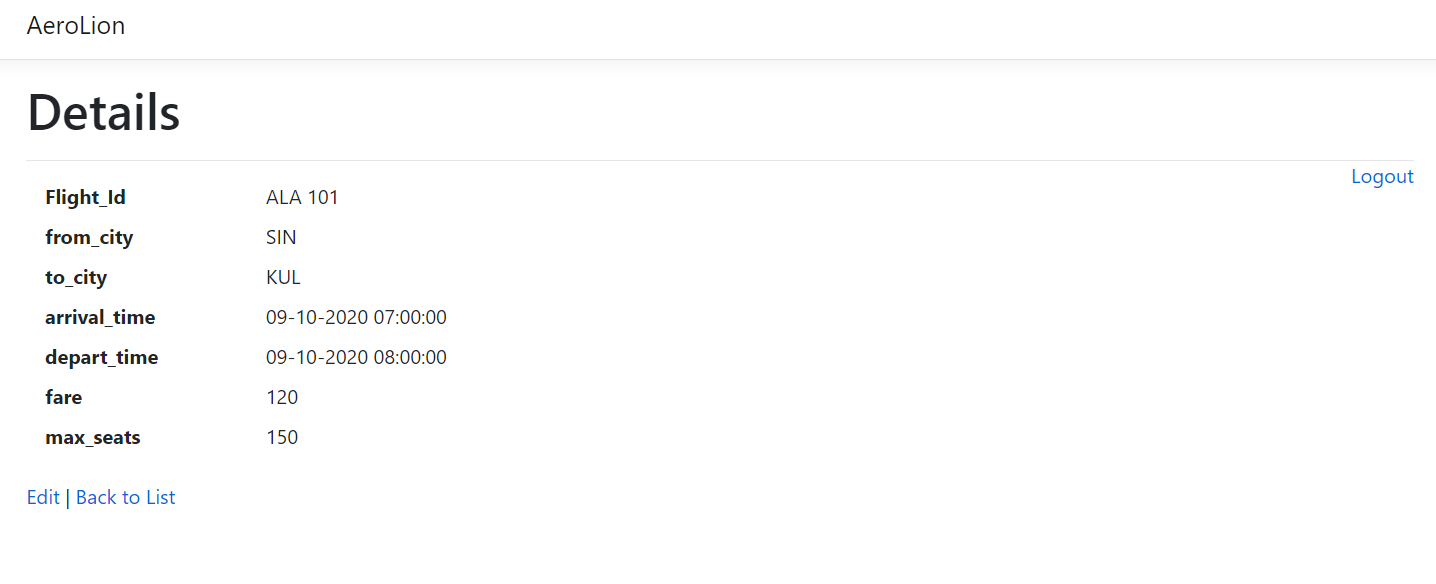 AeroLion
Details
Logout
Flight_Id ALA 101
from_city SIN
to_city KUL
arrival_time 09-10-2020 07:00:00
depart_time 09-10-2020 08:00:00
fare 120
max_seats 150
Edit | Back to List